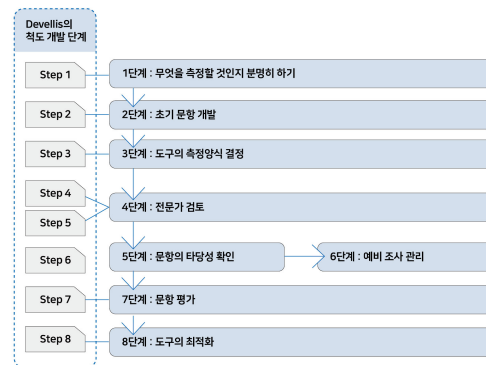 Devellis의
척도 개발 단계
Step 1
1단계 : 무엇을 측정할 것인지 분명히 하기
Step 2
2단계 : 초기 문항 개발
Step 3
3단계 : 도구의 측정양식 결정
Step 4
4단계 : 전문가 검토
Step 5
Step 6
5단계 : 문항의 타당성 확인
6단계 : 예비 조사 관리
Step 7
7단계 : 문항 평가
Step 8
8단계 : 도구의 최적화